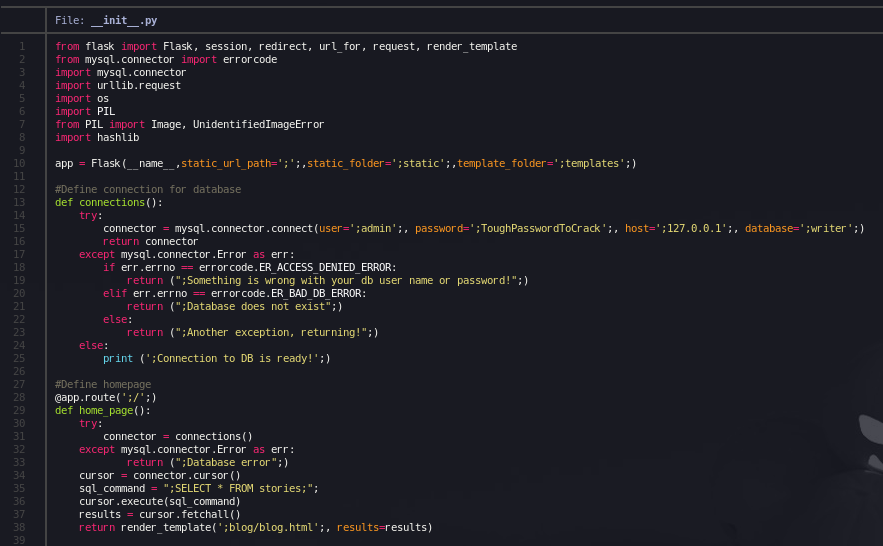 File: __init__.py
1 from flask import Flask, session, redirect, url_for, request, render_template
2 from mysql.connector import errorcode
3 import mysql.connector
4 import urllib.request
5 import os
6 import PIL
7 from PIL import Image, UnidentifiedImageError
8 import hashlib
9
10 app = Flask(__name__,static_url_path=';';,static_folder=';static';,template_folder=';templates';)
11
12 #Define connection for database
13 def connections():
14     try:
15         connector = mysql.connector.connect(user=';admin';, password=';ToughPasswordToCrack';, host=';127.0.0.1';, database=';writer';)
16         return connector
17     except mysql.connector.Error as err:
18         if err.errno == errorcode.ER_ACCESS_DENIED_ERROR:
19             return (";Something is wrong with your db user name or password!";)
20         elif err.errno == errorcode.ER_BAD_DB_ERROR:
21             return (";Database does not exist";)
22         else:
23             return (";Another exception, returning!";)
24     else:
25         print (';Connection to DB is ready!';)
26
27 #Define homepage
28 @app.route(';/';)
29 def home_page():
30     try:
31         connector = connections()
32     except mysql.connector.Error as err:
33             return (";Database error";)
34     cursor = connector.cursor()
35     sql_command = ";SELECT * FROM stories;";
36     cursor.execute(sql_command)
37     results = cursor.fetchall()
38     return render_template(';blog/blog.html';, results=results)
39